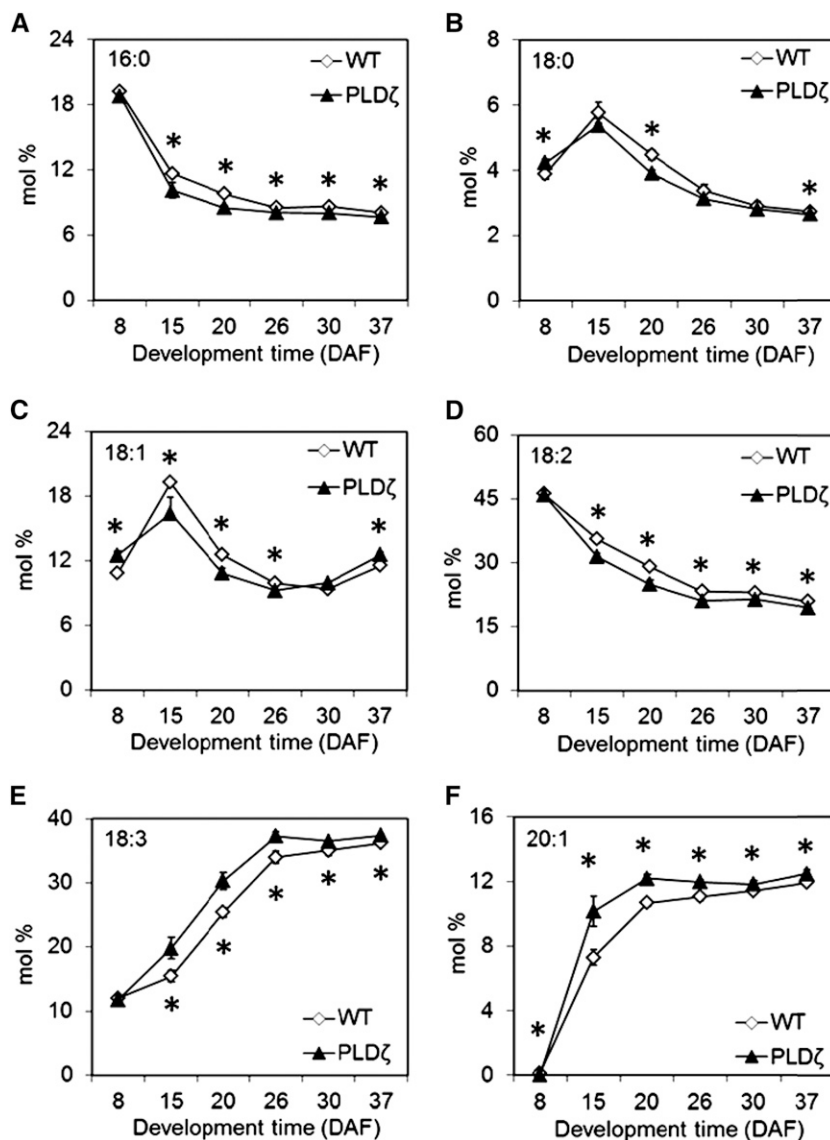 A
16:0
WT
PLDζ
24
18
12
6
0
mol %
* * * * *
8 15 20 26 30 37
Development time (DAF)
B
18:0
WT
PLDζ
8
6
4
2
0
mol %
* * *
8 15 20 26 30 37
Development time (DAF)
C
18:1
WT
PLDζ
24
18
12
6
0
mol %
* * * * *
8 15 20 26 30 37
Development time (DAF)
D
18:2
WT
PLDζ
60
45
30
15
0
mol %
* * * * *
8 15 20 26 30 37
Development time (DAF)
E
18:3
40
30
20
10
0
mol %
* * * * *
WT
PLDζ
8 15 20 26 30 37
Development time (DAF)
F
20:1
16
12
8
4
0
mol %
* * * * * *
WT
PLDζ
8 15 20 26 30 37
Development time (DAF)